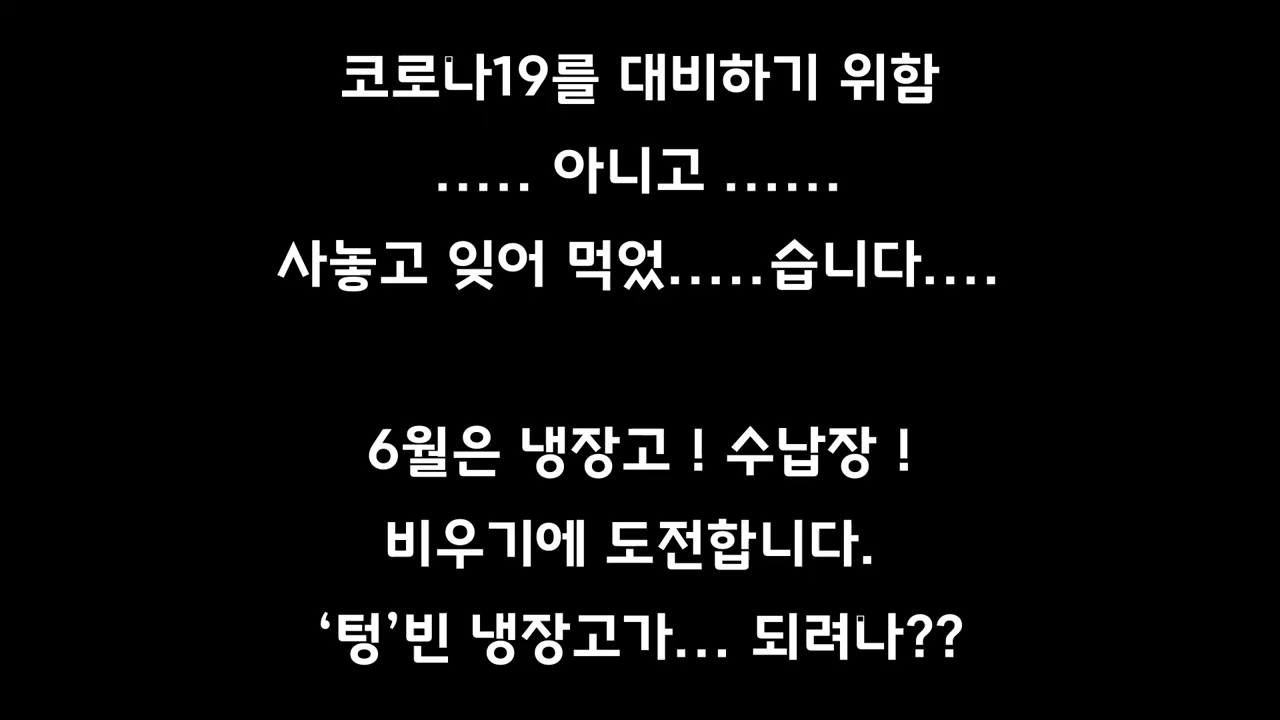 코로나19를 대비하기 위함
..... 아니고 ......
사놓고 잊어 먹었.....습니다....
6월은 냉장고 ! 수납장 !
비우기에 도전합니다.
‘텅’빈 냉장고가... 되려나??